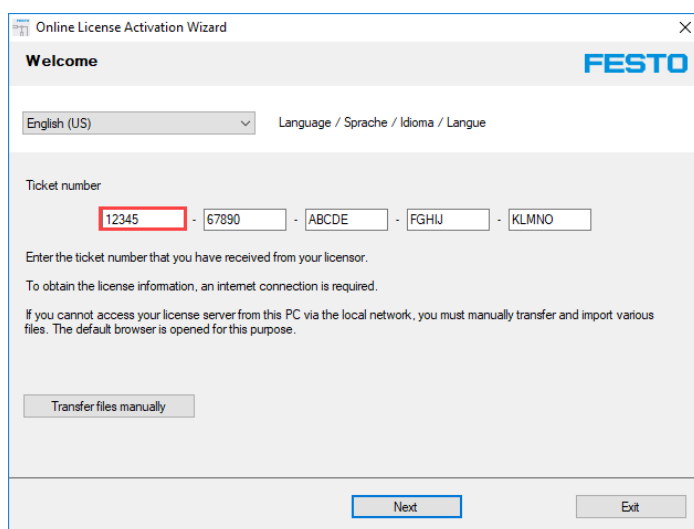 Online License Activation Wizard
Welcome
FESTO
English (US)
Language / Sprache / Idioma / Langue
Ticket number
12345 - 67890 - ABCDE - FGHIJ - KLMNO
Enter the ticket number that you have received from your licensor.
To obtain the license information, an internet connection is required.
If you cannot access your license server from this PC via the local network, you must manually transfer and import various
files. The default browser is opened for this purpose.
Transfer files manually
Next
Exit